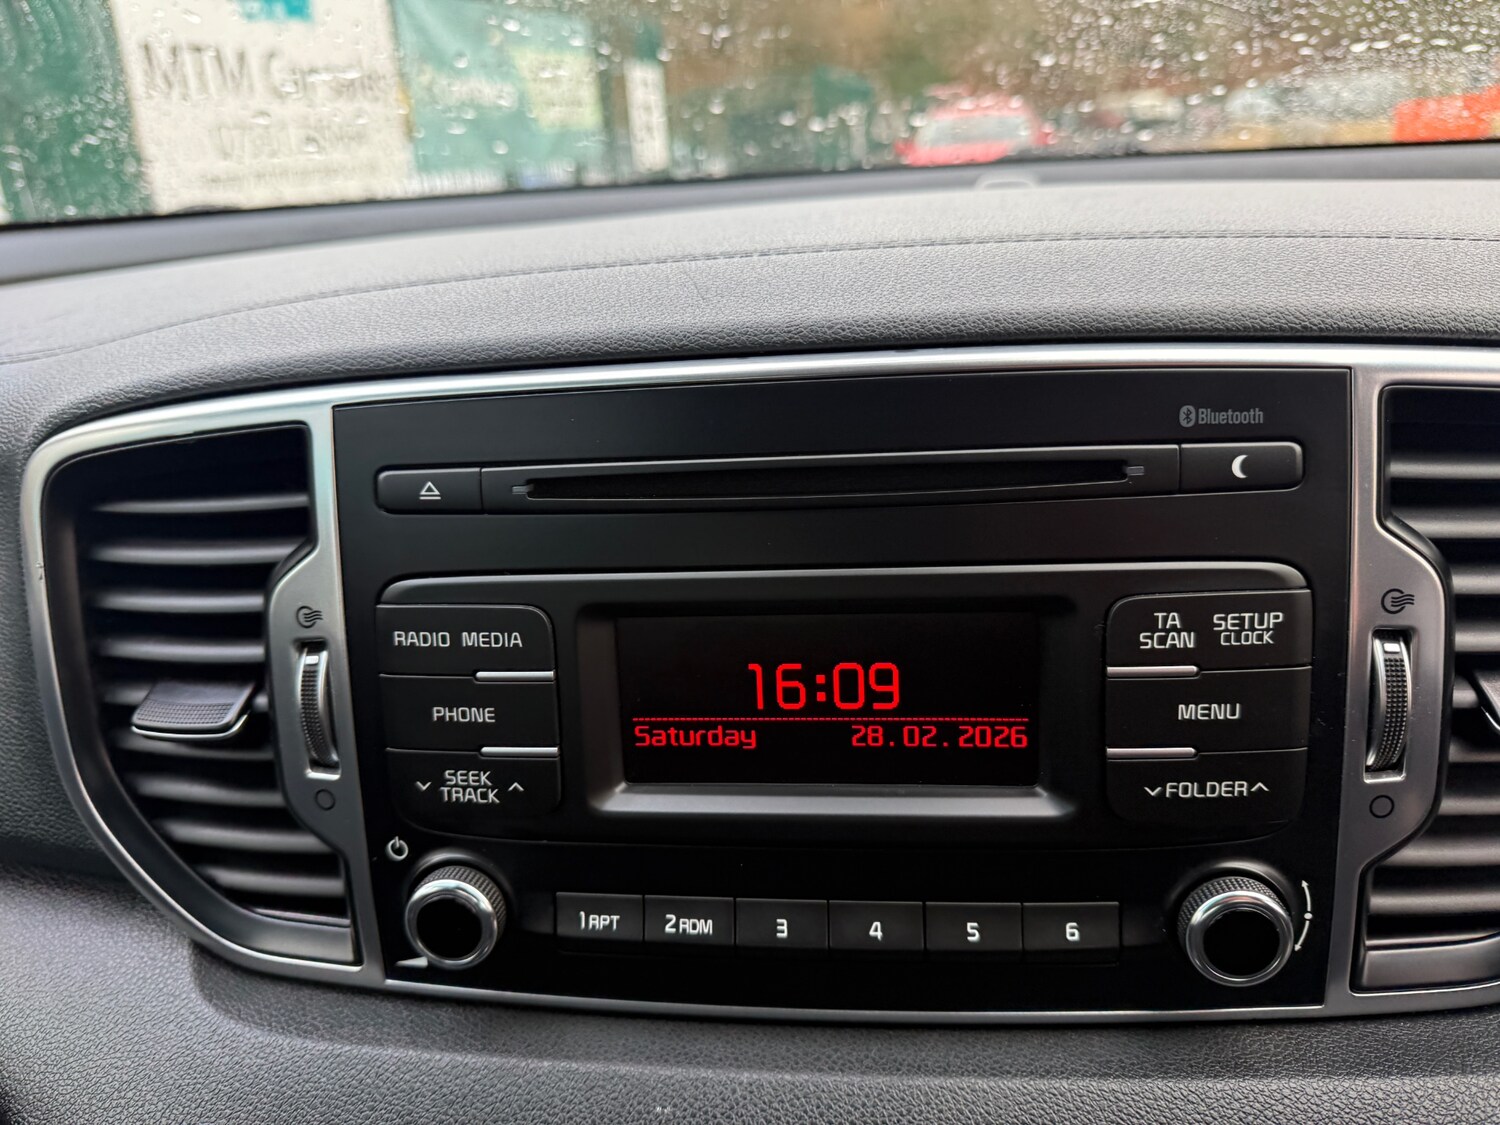 MTM
Bluetooth
RADIO MEDIA
TA
SCAN
SETUP
CLOCK
16:09
PHONE
MENU
Saturday 28.02.2026
SEEK
TRACK
FOLDER
1 RPT
2 RDM
3
4
5
6